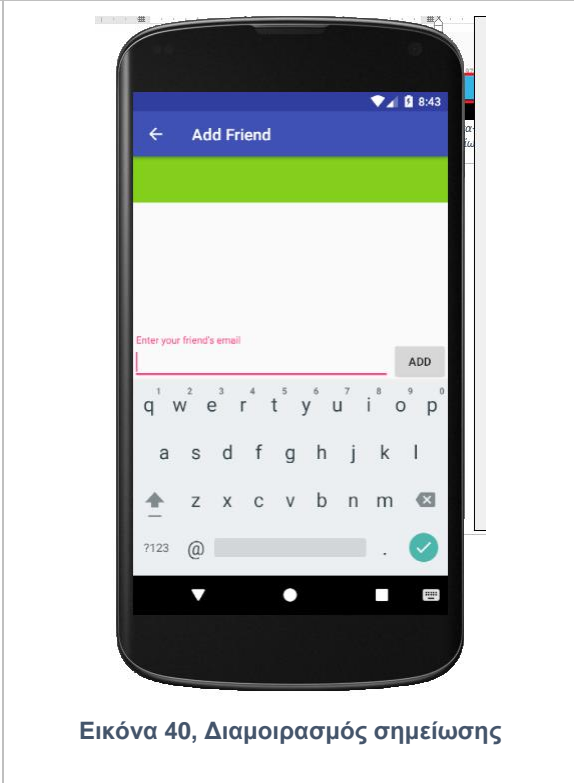 8:43
Add Friend
Enter your friend's email
ADD
1 2 3 4 5 6 7 8 9 0
q w e r t y u i o p
a s d f g h j k l
z x c v b n m
?123 @ .
Εικόνα 40, Διαμοιρασμός σημείωσης